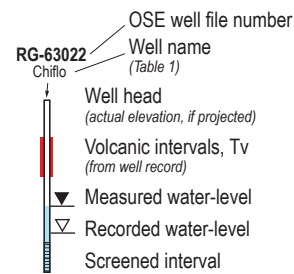 OSE well file number
RG-63022
Well name
Chiflo
(Table 1)
Well head
(actual elevation, if projected)
Volcanic intervals, Tv
(from well record)
Measured water-level
Recorded water-level
Screened interval